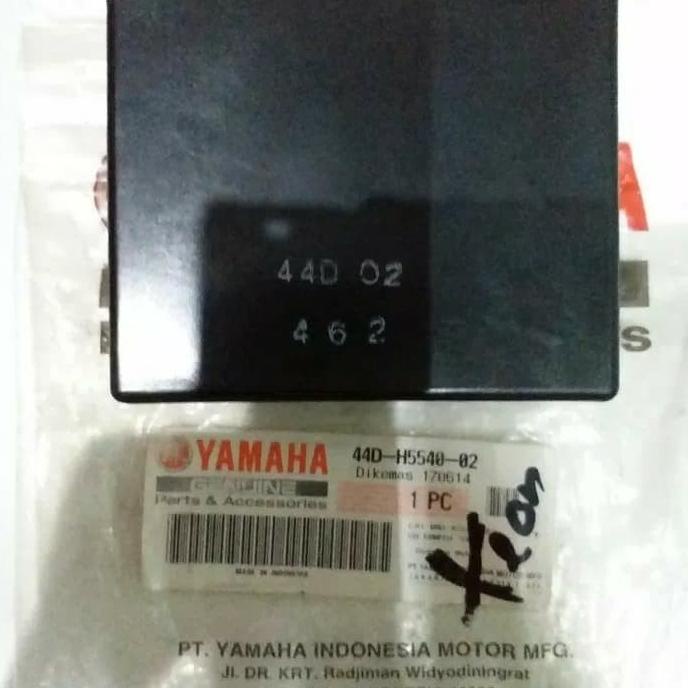 44D 02
4 6 2
YAMAHA
44D-H5540-02
Dikemas 170614
GENUINE
Parts & Accessories
1 PC
Xeon
MADE IN INDONESIA
PT. YAMAHA INDONESIA MOTOR MFG.
Jl. DR. KRT. Radjiman Widyodiningrat